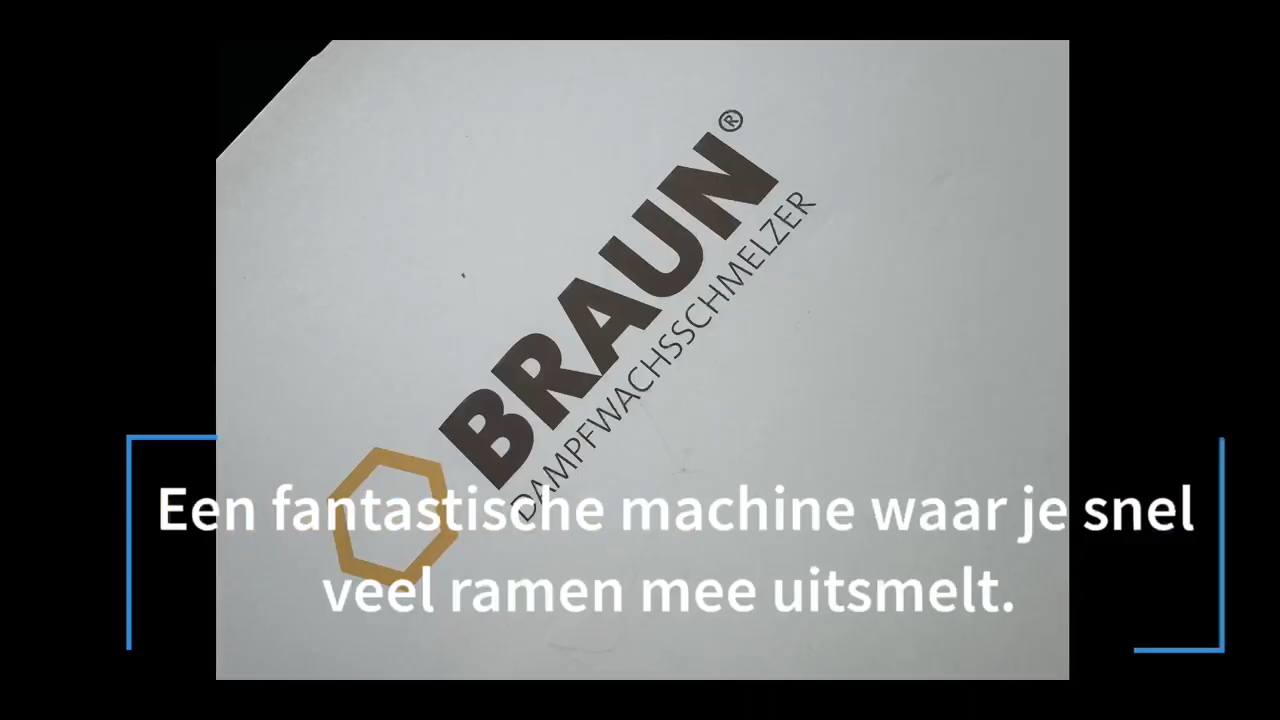 BRAUN®
DAMPFWACHSSCHMELZER
Een fantastische machine waar je snel
veel ramen mee uitsmelt.